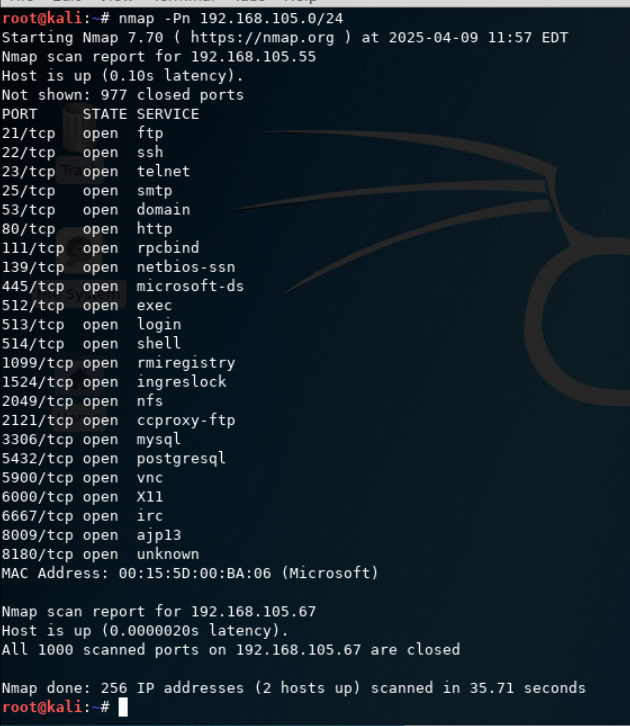 root@kali:~# nmap -Pn 192.168.105.0/24
Starting Nmap 7.70 ( https://nmap.org ) at 2025-04-09 11:57 EDT
Nmap scan report for 192.168.105.55
Host is up (0.10s latency).
Not shown: 977 closed ports
PORT     STATE SERVICE
21/tcp   open  ftp
22/tcp   open  ssh
23/tcp   open  telnet
25/tcp   open  smtp
53/tcp   open  domain
80/tcp   open  http
111/tcp  open  rpcbind
139/tcp  open  netbios-ssn
445/tcp  open  microsoft-ds
512/tcp  open  exec
513/tcp  open  login
514/tcp  open  shell
1099/tcp open  rmiregistry
1524/tcp open  ingreslock
2049/tcp open  nfs
2121/tcp open  ccproxy-ftp
3306/tcp open  mysql
5432/tcp open  postgresql
5900/tcp open  vnc
6000/tcp open  X11
6667/tcp open  irc
8009/tcp open  ajp13
8180/tcp open  unknown
MAC Address: 00:15:5D:00:BA:06 (Microsoft)
Nmap scan report for 192.168.105.67
Host is up (0.0000020s latency).
All 1000 scanned ports on 192.168.105.67 are closed
Nmap done: 256 IP addresses (2 hosts up) scanned in 35.71 seconds
root@kali:~#